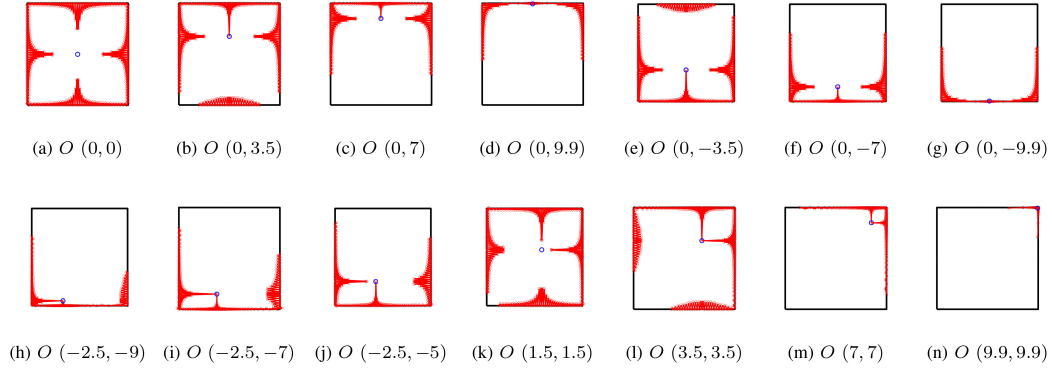 (a) O (0, 0) (b) O (0, 3.5) (c) O (0, 7) (d) O (0, 9.9) (e) O (0, −3.5) (f) O (0, −7) (g) O (0, −9.9)
(h) O (−2.5, −9) (i) O (−2.5, −7) (j) O (−2.5, −5) (k) O (1.5, 1.5) (l) O (3.5, 3.5) (m) O (7, 7) (n) O (9.9, 9.9)